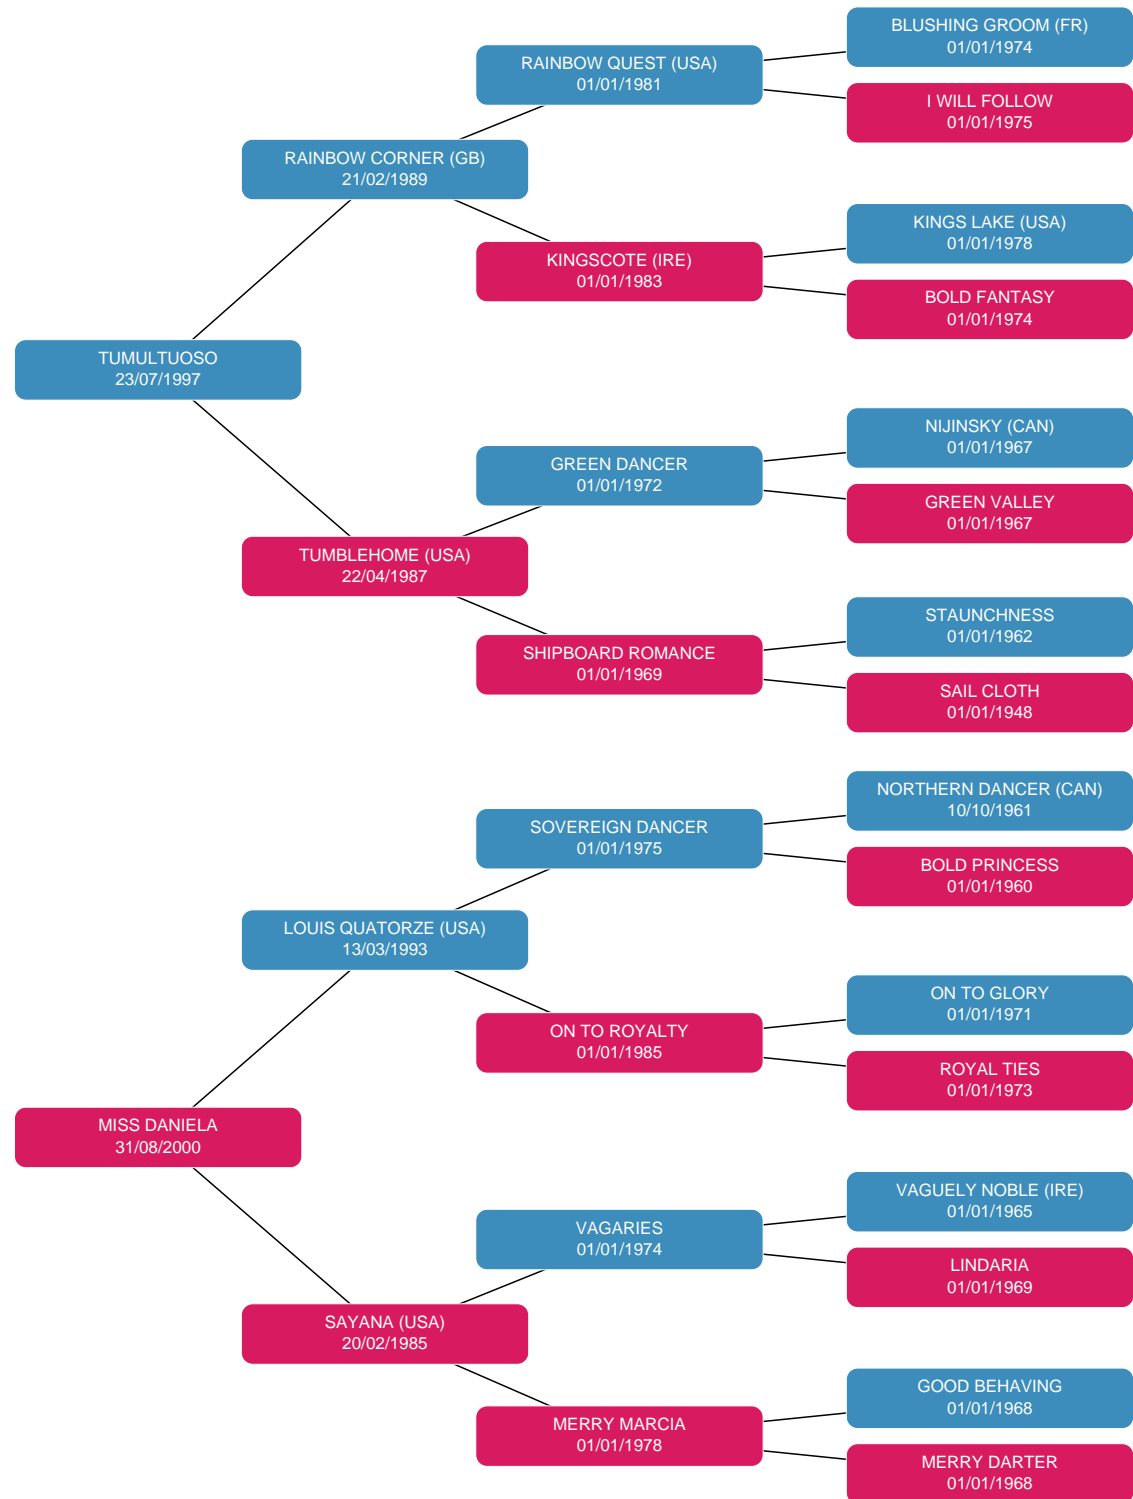 BLUSHING GROOM (FR)
01/01/1974
RAINBOW QUEST (USA)
01/01/1981
I WILL FOLLOW
01/01/1975
RAINBOW CORNER (GB)
21/02/1989
KINGS LAKE (USA)
01/01/1978
KINGSCOTE (IRE)
01/01/1983
BOLD FANTASY
01/01/1974
TUMULTUOSO
23/07/1997
NIJINSKY (CAN)
01/01/1967
GREEN DANCER
01/01/1972
GREEN VALLEY
01/01/1967
TUMBLEHOME (USA)
22/04/1987
STAUNCHNESS
01/01/1962
SHIPBOARD ROMANCE
01/01/1969
SAIL CLOTH
01/01/1948
NORTHERN DANCER (CAN)
10/10/1961
SOVEREIGN DANCER
01/01/1975
BOLD PRINCESS
01/01/1960
LOUIS QUATORZE (USA)
13/03/1993
ON TO GLORY
01/01/1971
ON TO ROYALTY
01/01/1985
ROYAL TIES
01/01/1973
MISS DANIELA
31/08/2000
VAGUELY NOBLE (IRE)
01/01/1965
VAGARIES
01/01/1974
LINDARIA
01/01/1969
SAYANA (USA)
20/02/1985
GOOD BEHAVING
01/01/1968
MERRY MARCIA
01/01/1978
MERRY DARTER
01/01/1968